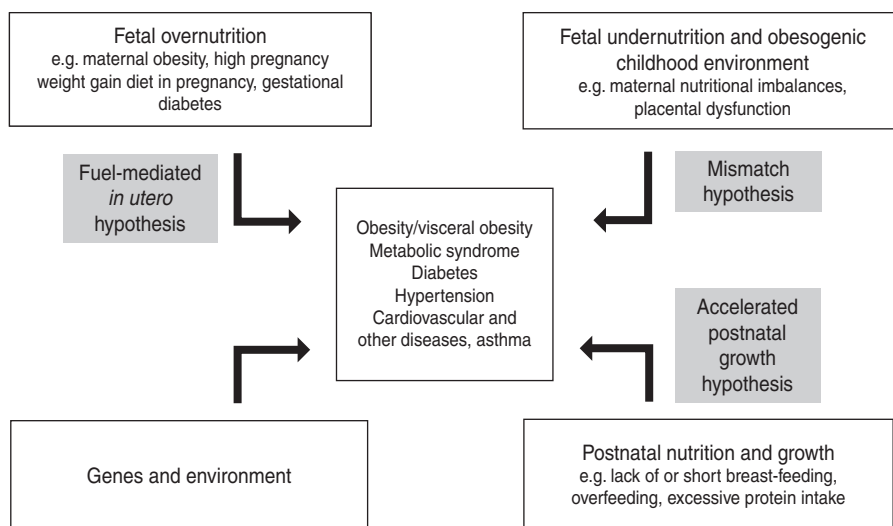 Fetal overnutrition
e.g. maternal obesity, high pregnancy
weight gain diet in pregnancy, gestational
diabetes
Fetal undernutrition and obesogenic
childhood environment
e.g. maternal nutritional imbalances,
placental dysfunction
Fuel-mediated
in utero
hypothesis
Mismatch
hypothesis
Obesity/visceral obesity
Metabolic syndrome
Diabetes
Hypertension
Cardiovascular and
other diseases, asthma
Accelerated
postnatal
growth
hypothesis
Genes and environment
Postnatal nutrition and growth
e.g. lack of or short breast-feeding,
overfeeding, excessive protein intake